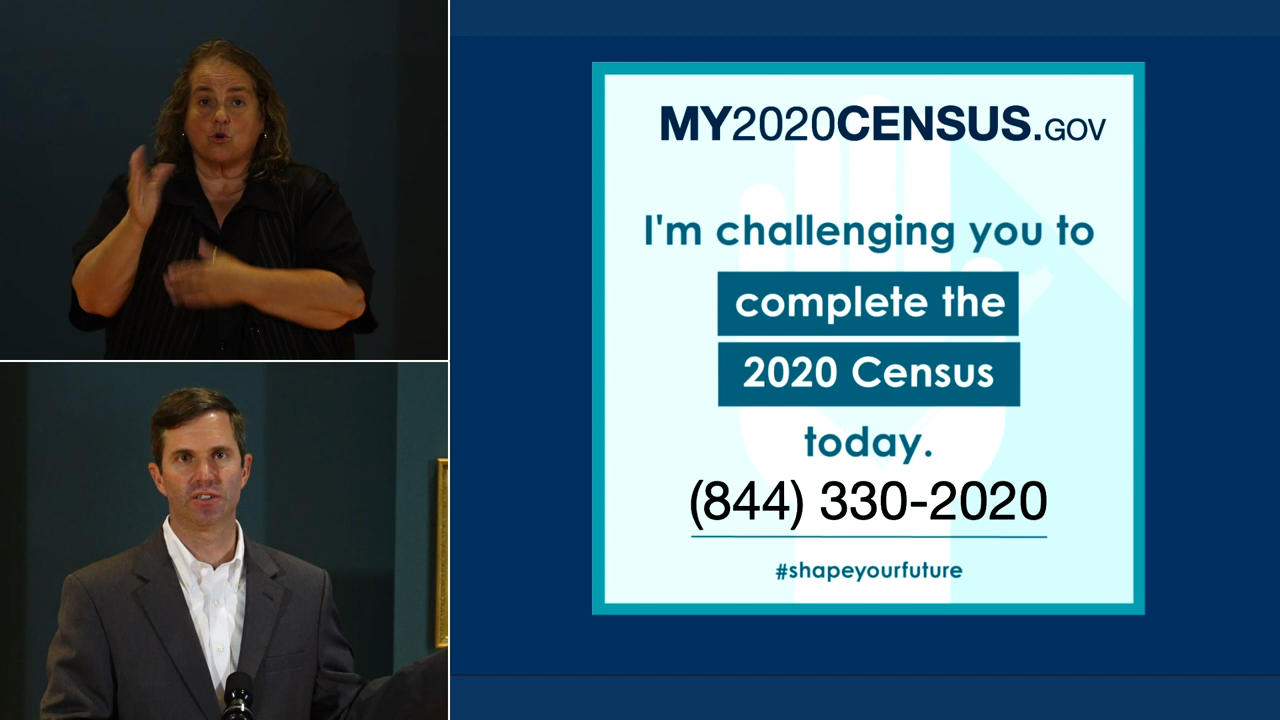 MY2020CENSUS.GOV
I'm challenging you to
complete the
2020 Census
today.
(844) 330-2020
#shapeyourfuture